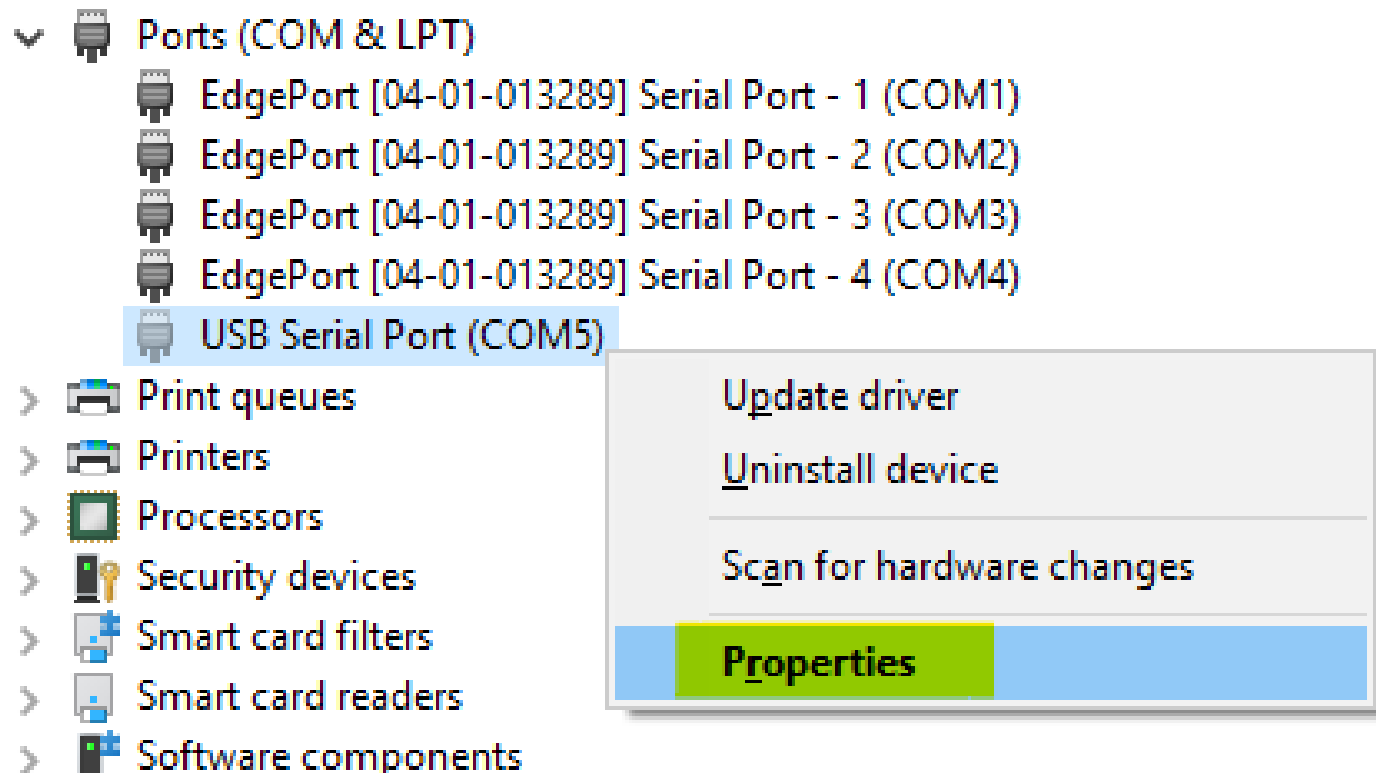 Ports (COM & LPT)
EdgePort [04-01-013289] Serial Port - 1 (COM1)
EdgePort [04-01-013289] Serial Port - 2 (COM2)
EdgePort [04-01-013289] Serial Port - 3 (COM3)
EdgePort [04-01-013289] Serial Port - 4 (COM4)
USB Serial Port (COM5)
Print queues
Printers
Processors
Security devices
Smart card filters
Smart card readers
Software components
Update driver
Uninstall device
Scan for hardware changes
Properties